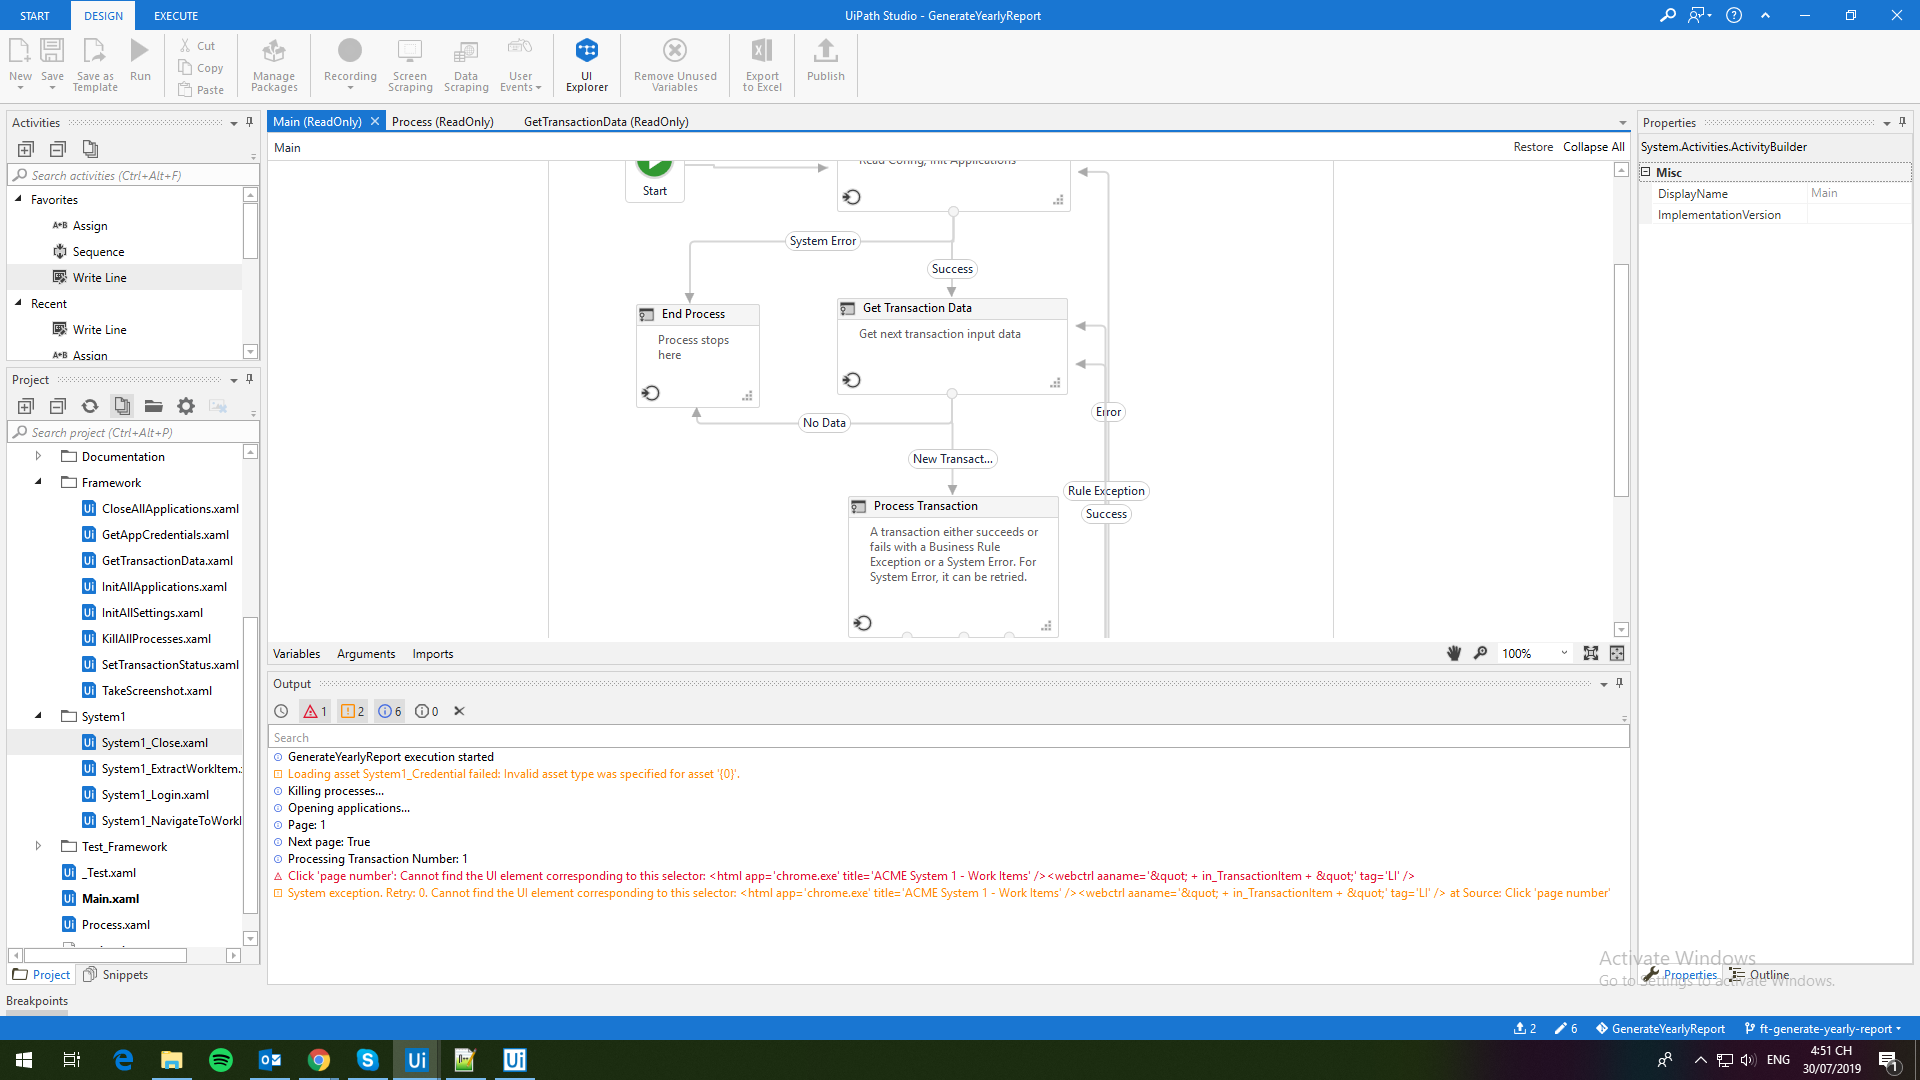 START DESIGN EXECUTE
UiPath Studio - GenerateYearlyReport
New Save Save as Template Run
Cut
Copy
Paste
Manage Packages
Recording
Screen Scraping
Data Scraping
User Events
UI Explorer
Remove Unused Variables
Export to Excel
Publish
Activities
Search activities (Ctrl+Alt+F)
Favorites
Assign
Sequence
Write Line
Recent
Write Line
Assign
Project
Search project (Ctrl+Alt+P)
Documentation
Framework
CloseAllApplications.xaml
GetAppCredentials.xaml
GetTransactionData.xaml
InitAllApplications.xaml
InitAllSettings.xaml
KillAllProcesses.xaml
SetTransactionStatus.xaml
TakeScreenshot.xaml
System1
System1_Close.xaml
System1_ExtractWorkItem.
System1_Login.xaml
System1_NavigateToWorkI
Test_Framework
_Test.xaml
Main.xaml
Process.xaml
Project Snippets
Breakpoints
Main (ReadOnly) Process (ReadOnly) GetTransactionData (ReadOnly)
Main
Restore Collapse All
Start
Read Config, Init Applications
System Error
Success
End Process
Process stops
here
Get Transaction Data
Get next transaction input data
Error
No Data
New Transact...
Rule Exception
Success
Process Transaction
A transaction either succeeds or
fails with a Business Rule
Exception or a System Error. For
System Error, it can be retried.
Variables Arguments Imports
100%
Output
1 2 6 0
Search
GenerateYearlyReport execution started
Loading asset System1_Credential failed: Invalid asset type was specified for asset '{0}'.
Killing processes...
Opening applications...
Page: 1
Next page: True
Processing Transaction Number: 1
Click 'page number': Cannot find the UI element corresponding to this selector: <html app='chrome.exe' title='ACME System 1 - Work Items' /><webctrl aaname='&quot; + in_TransactionItem + &quot;' tag='LI' />
System exception. Retry: 0. Cannot find the UI element corresponding to this selector: <html app='chrome.exe' title='ACME System 1 - Work Items' /><webctrl aaname='&quot; + in_TransactionItem + &quot;' tag='LI' /> at Source: Click 'page number'
Properties
System.Activities.ActivityBuilder
Misc
DisplayName Main
ImplementationVersion
Activate Windows
Go to Settings to activate Windows.
Properties Outline
2 6 GenerateYearlyReport ft-generate-yearly-report
ENG
4:51 CH
30/07/2019
1